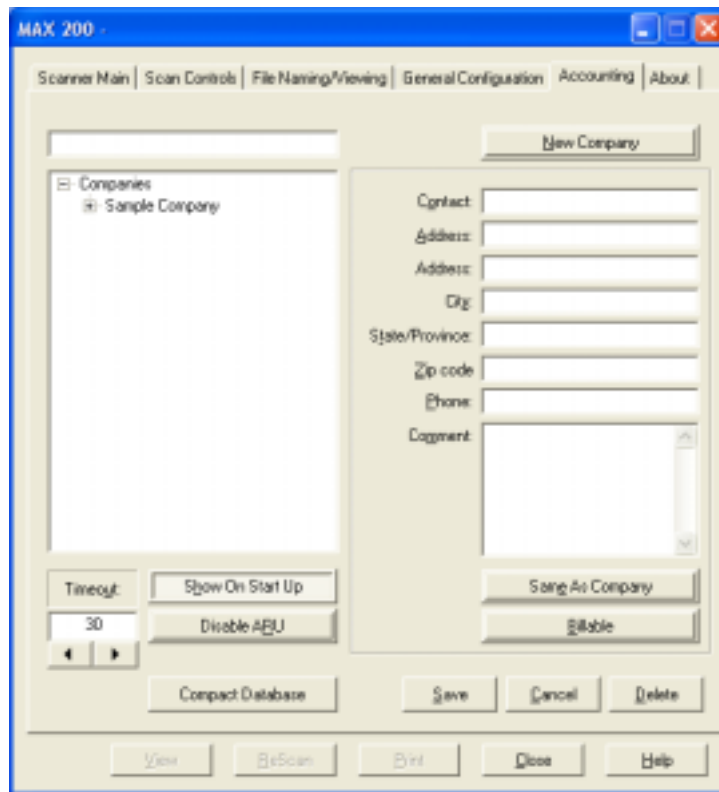 MAX 200 -
Scanner Main Scan Controls File Naming/Viewing General Configuration Accounting About
New Company
Companies
Sample Company
Contact:
Address:
Address:
City:
State/Province:
Zip code
Phone:
Comment:
Timeout: Show On Start Up Same As Company
30 Disable ABU Billable
Compact Database Save Cancel Delete
View ReScan Print Close Help